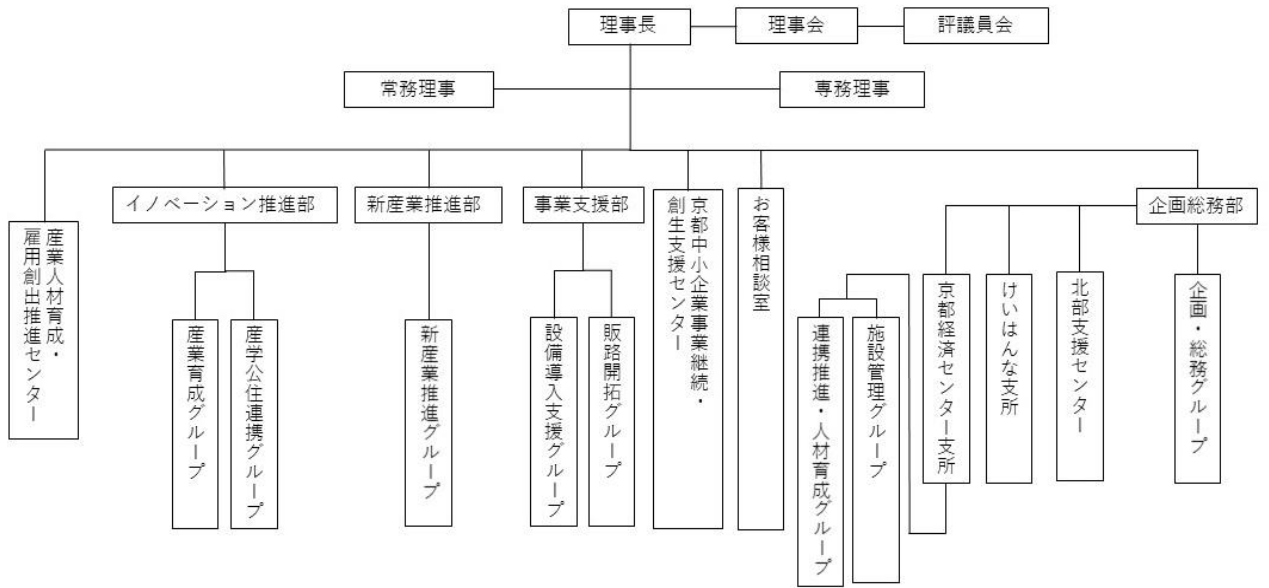 理事長
理事会
評議員会
常務理事
専務理事
企画総務部
企画・総務グループ
北部支援センター
けいはんな支所
京都経済センター支所
施設管理グループ
連携推進・人材育成グループ
お客様相談室
京都中小企業事業継続・
創生支援センター
事業支援部
販路開拓グループ
設備導入支援グループ
新産業推進部
新産業推進グループ
イノベーション推進部
産学公住連携グループ
産業育成グループ
産業人材育成・
雇用創出推進センター